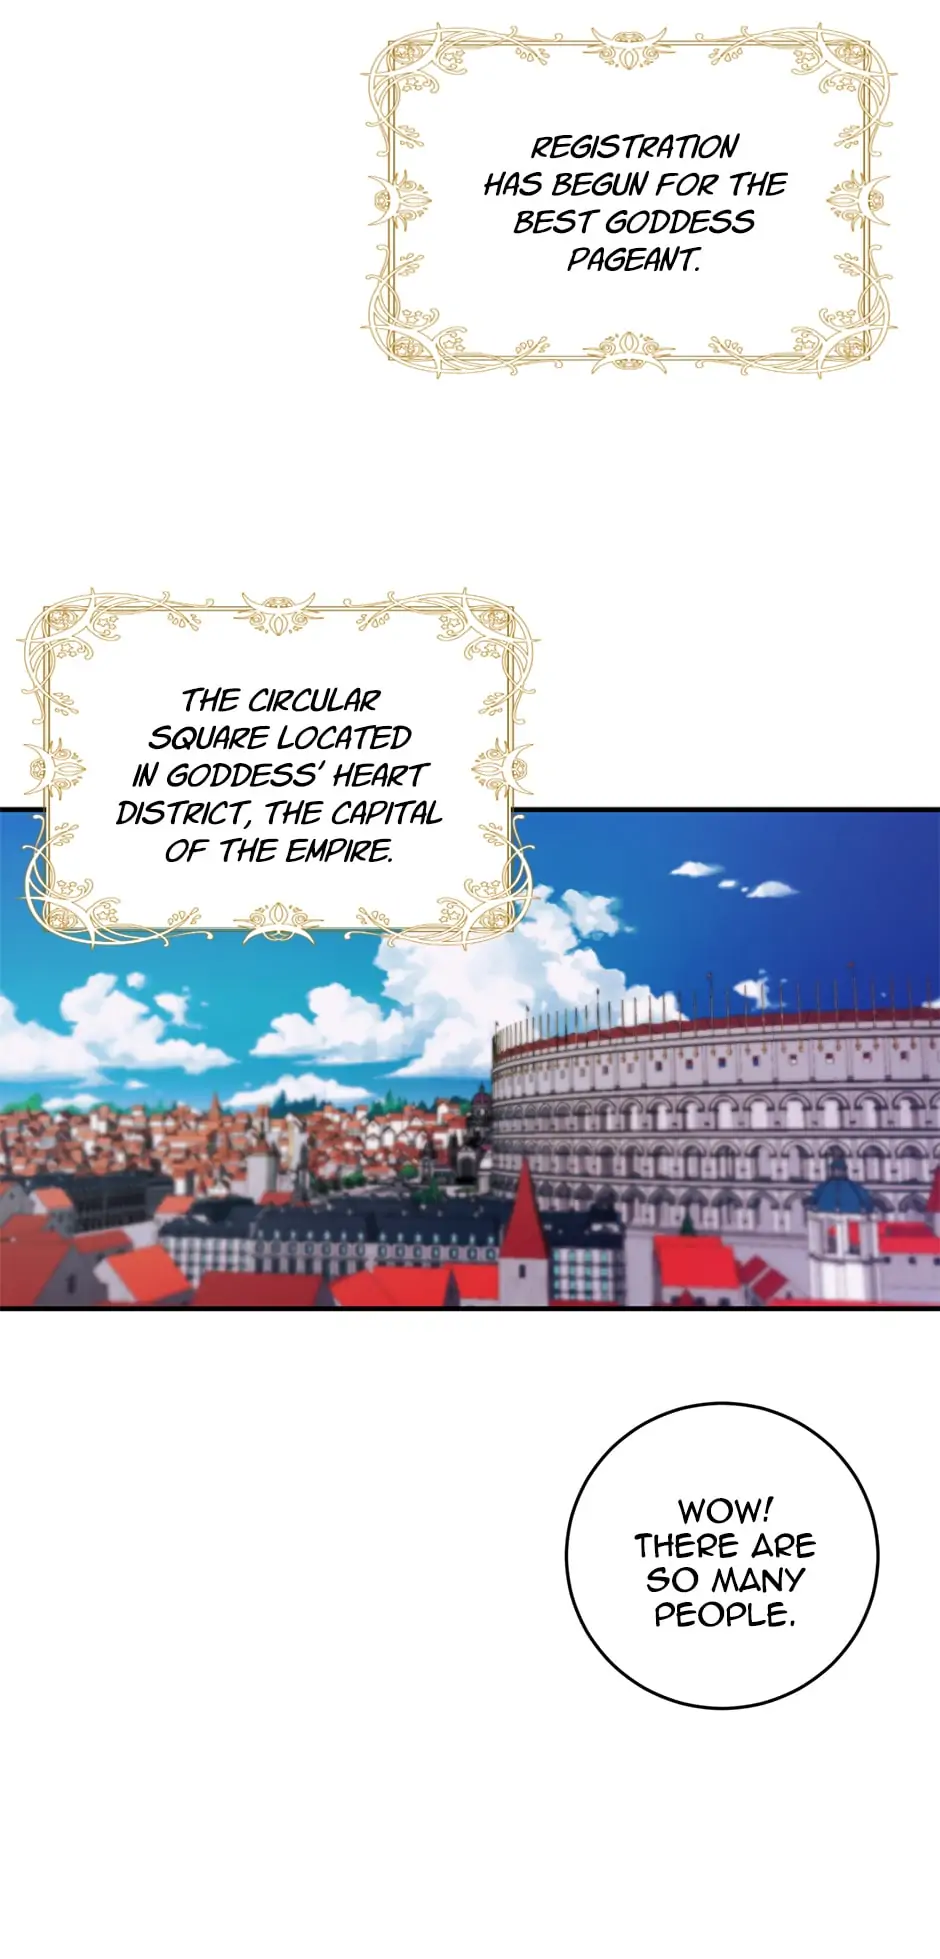 REGISTRATION
HAS BEGUN FOR THE
BEST GODDESS
PAGEANT.
THE CIRCULAR
SQUARE LOCATED
IN GODDESS' HEART
DISTRICT, THE CAPITAL
OF THE EMPIRE.
WOW!
THERE ARE
SO MANY
PEOPLE.